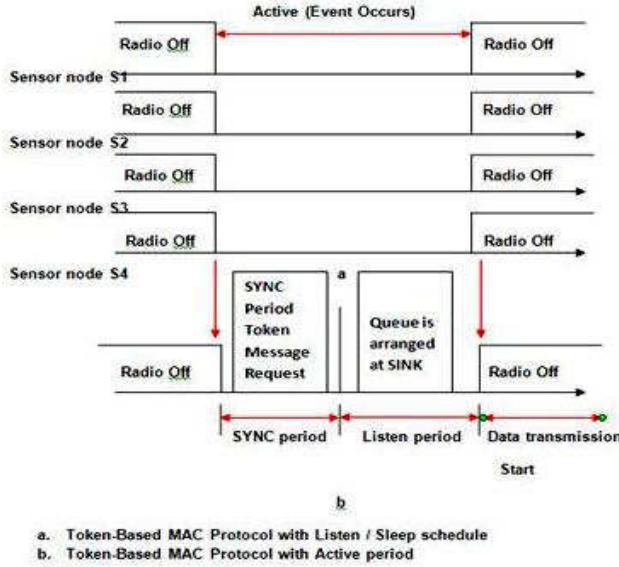 Active (Event Occurs)
Radio Off
Radio Off
Sensor node S1
Radio Off
Radio Off
Sensor node S2
Radio Off
Radio Off
Sensor node S3
Radio Off
Radio Off
Sensor node S4
a
SYNC
Period
Token
Message
Request
Queue is
arranged
at SINK
Radio Off
Radio Off
SYNC period
Listen period
Data transmission
Start
b
a. Token-Based MAC Protocol with Listen / Sleep schedule
b. Token-Based MAC Protocol with Active period